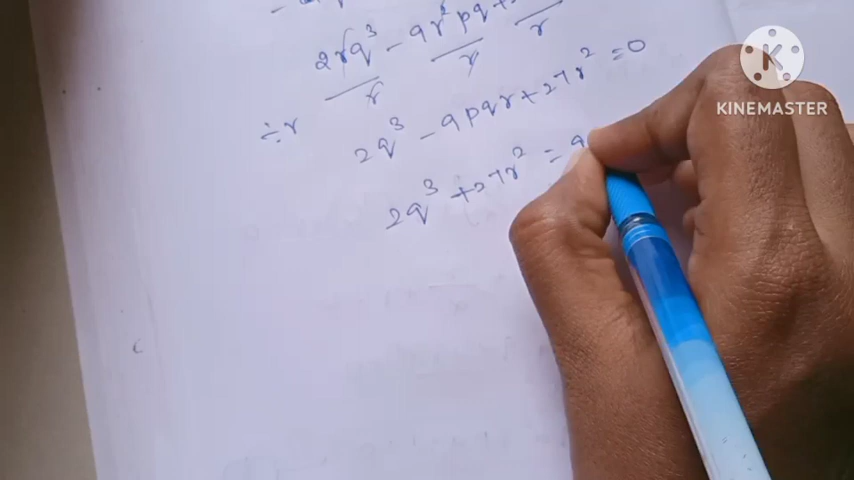 2rq³ - 9r²pq +
r r r
÷r 2q³ - 9pqr + 27r² = 0
2q³ + 27r² = 9
KINEMASTER